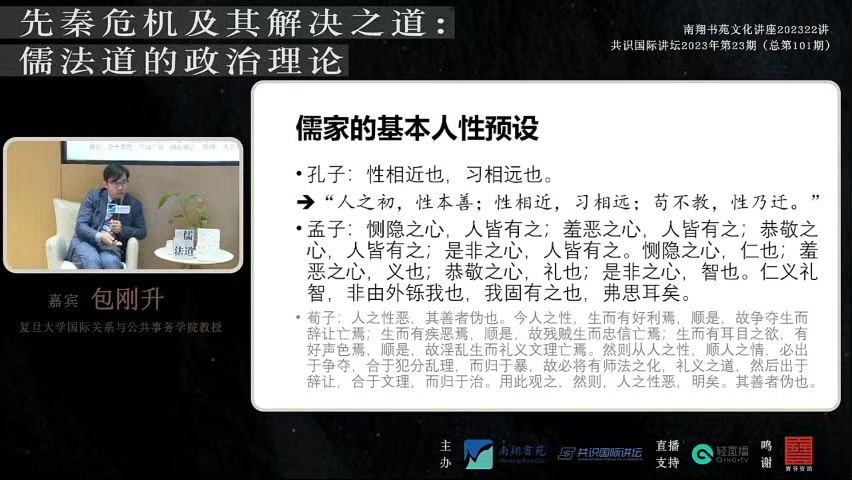 先秦危机及其解决之道：
儒法道的政治理论
南翔书苑文化讲座202322讲
共识国际讲坛2023年第23期（总第101期）
儒家的基本人性预设
•孔子：性相近也，习相远也。
➔“人之初，性本善；性相近，习相远；苟不教，性乃迁。”
•孟子：恻隐之心，人皆有之；羞恶之心，人皆有之；恭敬之
心，人皆有之；是非之心，人皆有之。恻隐之心，仁也；羞
恶之心，义也；恭敬之心，礼也；是非之心，智也。仁义礼
智，非由外铄我也，我固有之也，弗思耳矣。
•荀子：人之性恶，其善者伪也。今人之性，生而有好利焉，顺是，故争夺生而
辞让亡焉；生而有疾恶焉，顺是，故残贼生而忠信亡焉；生而有耳目之欲，有
好声色焉，顺是，故淫乱生而礼义文理亡焉。然则从人之性，顺人之情，必出
于争夺，合于犯分乱理，而归于暴，故必将有师法之化，礼义之道，然后出于
辞让，合于文理，而归于治。用此观之，然则，人之性恶，明矣。其善者伪也。
儒
法道
嘉宾 包刚升
复旦大学国际关系与公共事务学院教授
主办
南翔書苑
共识国际讲坛
直播支持
轻直播
Qing•tv
鸣谢